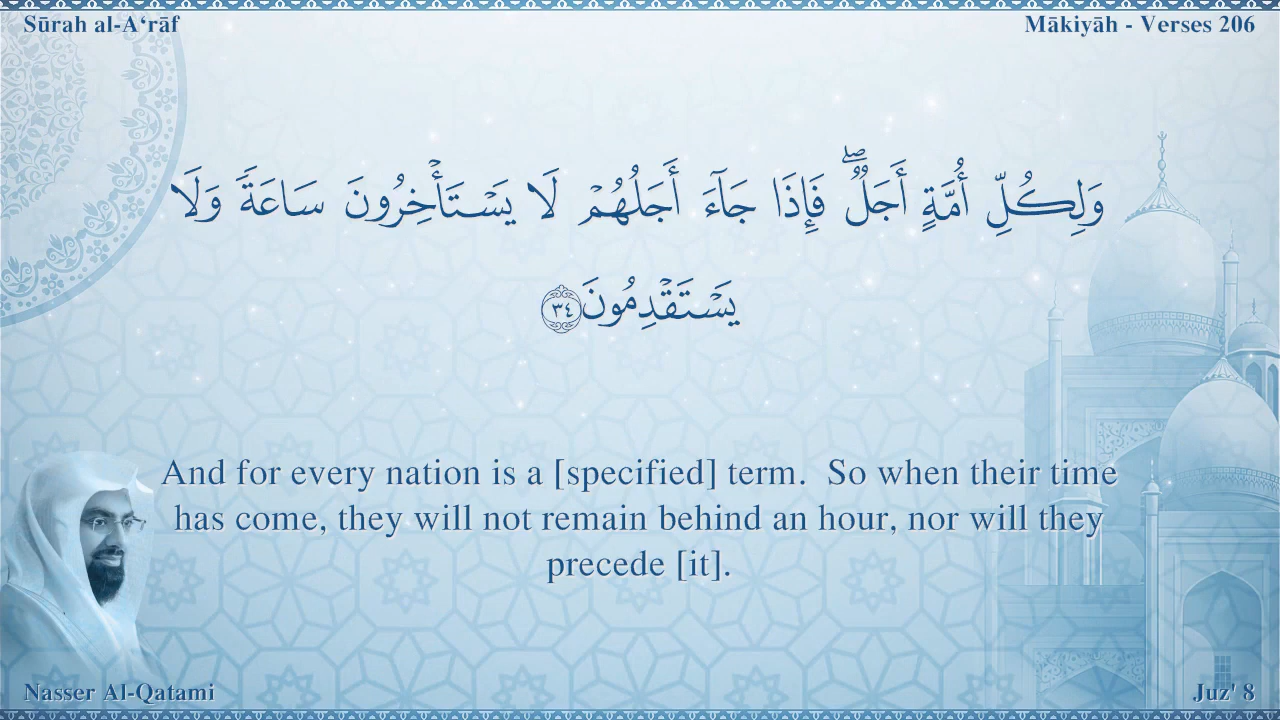 Sūrah al-A‘rāf
Mākiyāh - Verses 206
وَلِكُلِّ أُمَّةٍ أَجَلٌ ۖ فَإِذَا جَآءَ أَجَلُهُمْ لَا يَسْتَأْخِرُونَ سَاعَةً ۖ وَلَا
يَسْتَقْدِمُونَ ٣٤
And for every nation is a [specified] term. So when their time
has come, they will not remain behind an hour, nor will they
precede [it].
Nasser Al-Qatami
Juz' 8